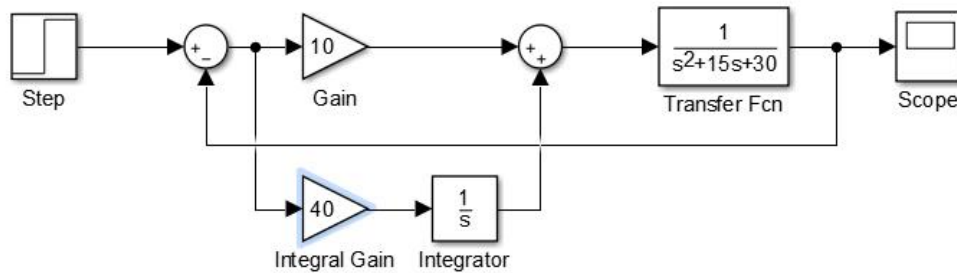 +
−
10
+
+
1
s²+15s+30
Step
Gain
Transfer Fcn
Scope
40
1
s
Integral Gain
Integrator